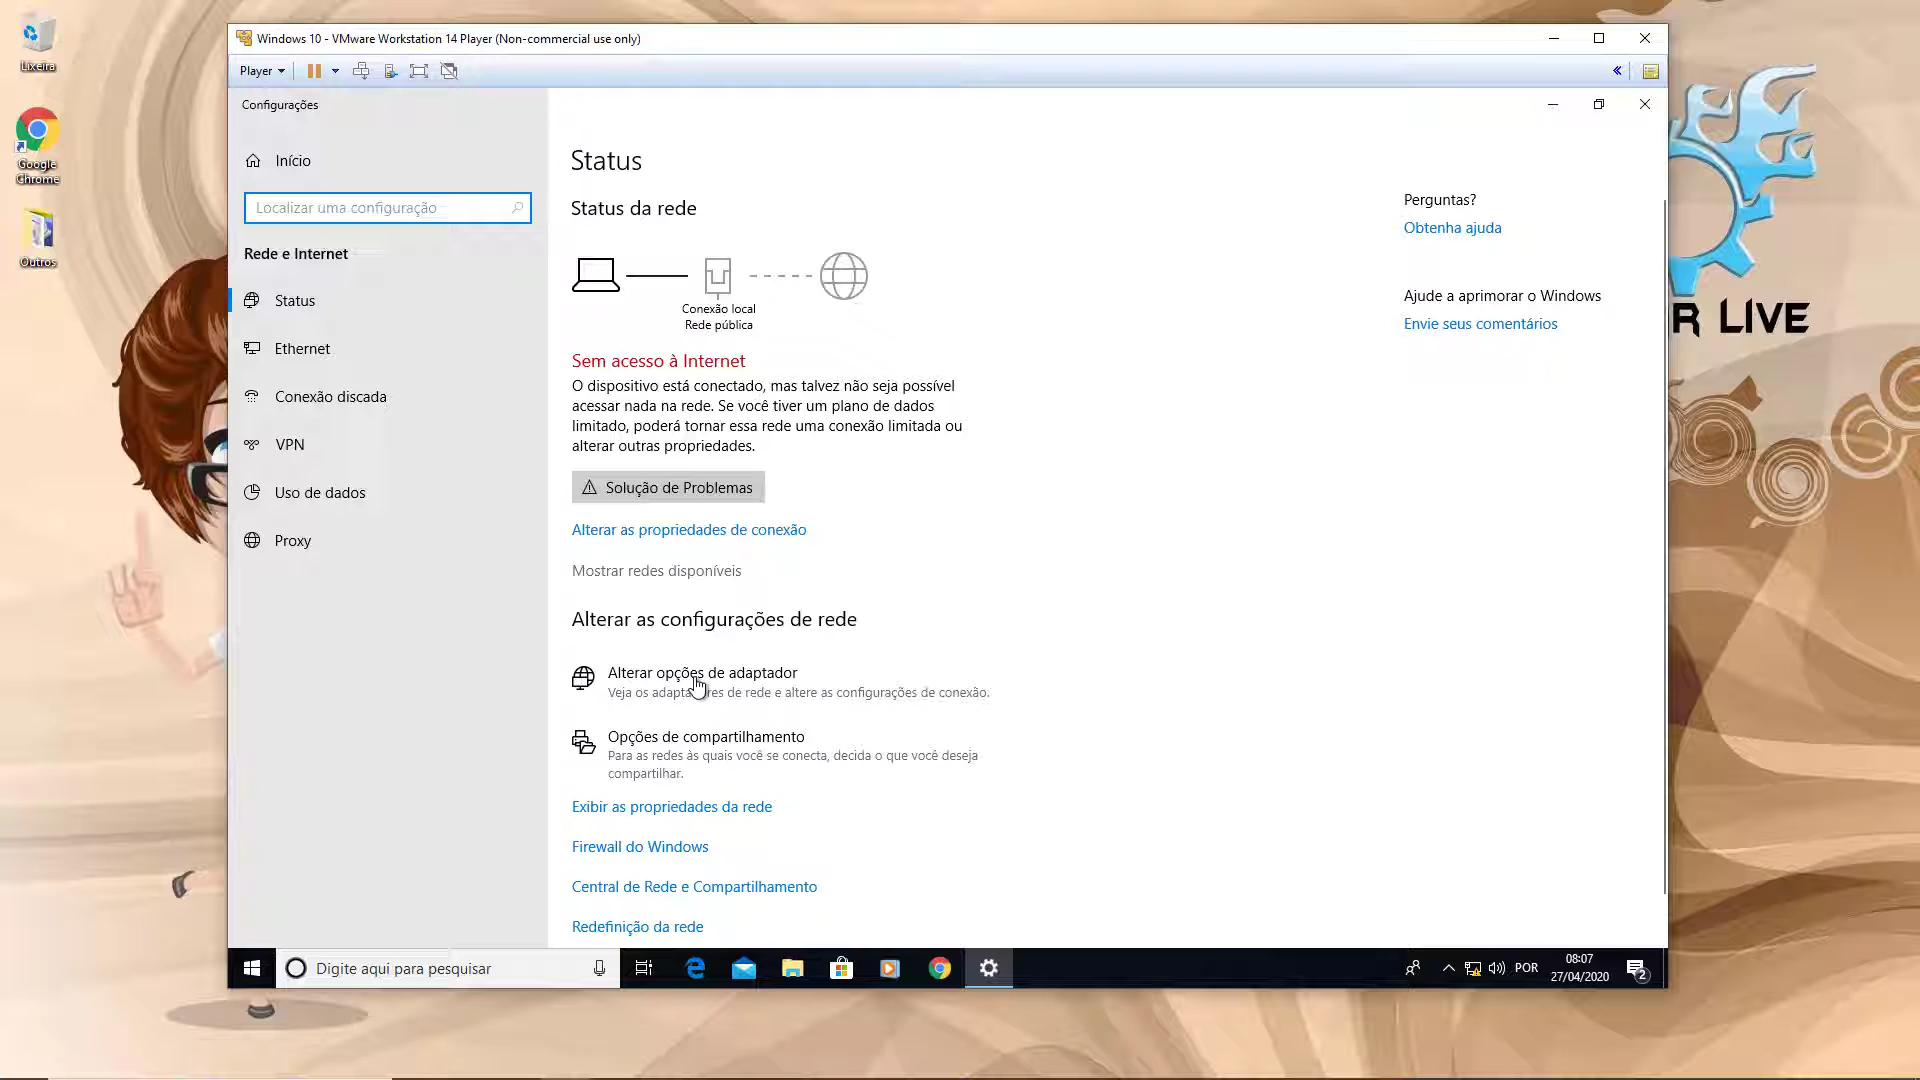 Lixeira
Google
Chrome
Outros
Windows 10 - VMware Workstation 14 Player (Non-commercial use only)
Player
Configurações
Início
Localizar uma configuração
Rede e Internet
Status
Ethernet
Conexão discada
VPN
Uso de dados
Proxy
Status
Status da rede
Conexão local
Rede pública
Sem acesso à Internet
O dispositivo está conectado, mas talvez não seja possível
acessar nada na rede. Se você tiver um plano de dados
limitado, poderá tornar essa rede uma conexão limitada ou
alterar outras propriedades.
Solução de Problemas
Alterar as propriedades de conexão
Mostrar redes disponíveis
Alterar as configurações de rede
Alterar opções de adaptador
Veja os adaptadores de rede e altere as configurações de conexão.
Opções de compartilhamento
Para as redes às quais você se conecta, decida o que você deseja
compartilhar.
Exibir as propriedades da rede
Firewall do Windows
Central de Rede e Compartilhamento
Redefinição da rede
Perguntas?
Obtenha ajuda
Ajude a aprimorar o Windows
Envie seus comentários
R LIVE
Digite aqui para pesquisar
POR
08:07
27/04/2020
2